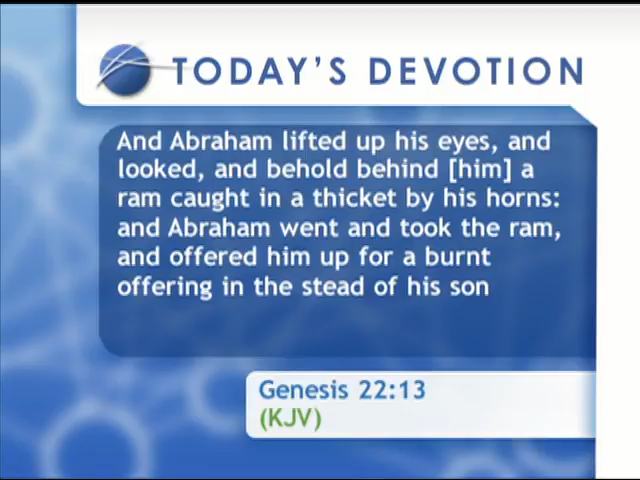 TODAY'S DEVOTION
And Abraham lifted up his eyes, and
looked, and behold behind [him] a
ram caught in a thicket by his horns:
and Abraham went and took the ram,
and offered him up for a burnt
offering in the stead of his son
Genesis 22:13
(KJV)